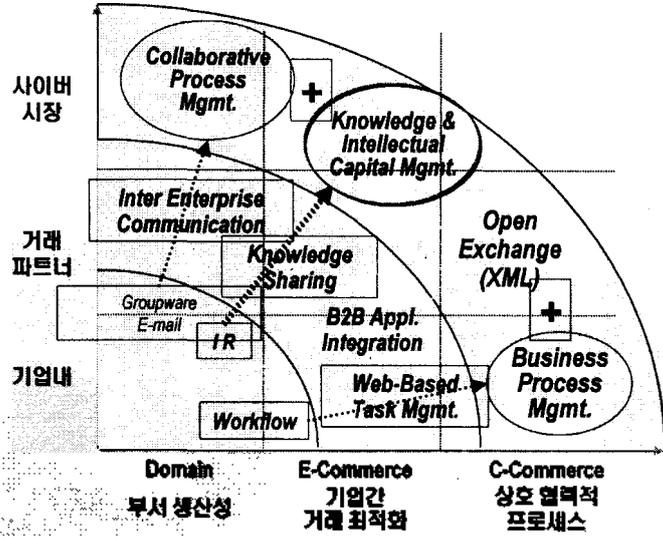 사이버
시장
Collaborative
Process
Mgmt.
+
Knowledge &
Intellectual
Capital Mgmt.
거래
파트너
Inter Enterprise
Communication
Knowledge
Sharing
Open
Exchange
(XML)
+
기업내
Groupware
E-mail
IR
B2B Appl.
Integration
Workflow
Web-Based
Task Mgmt.
Business
Process
Mgmt.
Domain
부서 생산성
E-Commerce
기업간
거래 최적화
C-Commerce
상호 협력적
프로세스